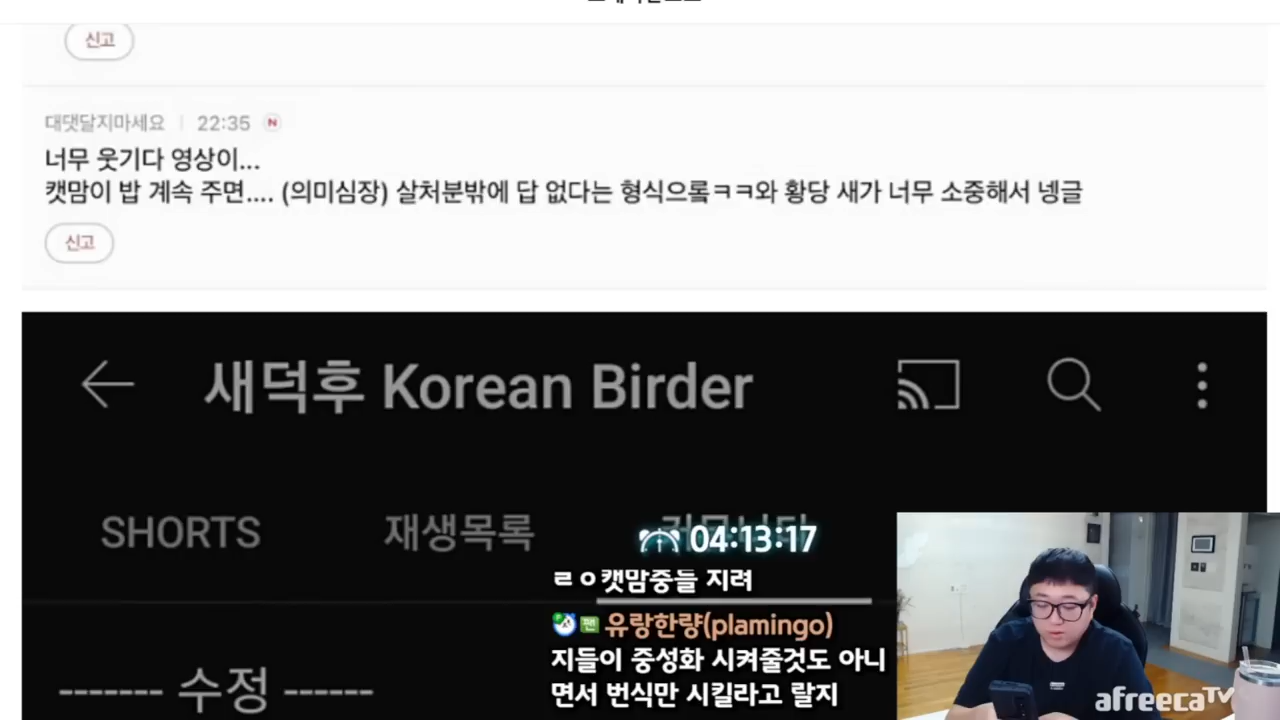 신고
대댓달지마세요 | 22:35 N
너무 웃기다 영상이...
캣맘이 밥 계속 주면.... (의미심장) 살처분밖에 답 없다는 형식으롴ㅋㅋ와 황당 새가 너무 소중해서 넹글
신고
새덕후 Korean Birder
SHORTS 재생목록
04:13:17
ㄹㅇ캣맘중들 지려
팬 유랑한량(plamingo)
지들이 중성화 시켜줄것도 아니
면서 번식만 시킬라고 랄지
------- 수정 ------
afreecaTV